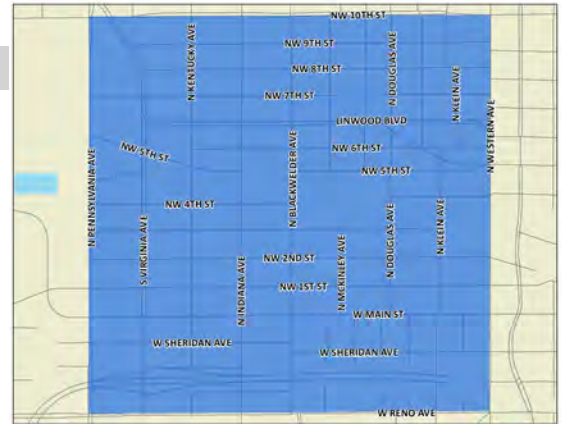 NW 10TH ST
NW 9TH ST
N KENTUCKY AVE
N DOUGLAS AVE
NW 8TH ST
N KLEIN AVE
NW 7TH ST
LINWOOD BLVD
N WESTERN AVE
NW 6TH ST
NW 5TH ST
NW 5TH ST
N BLACKWELDER AVE
N PENNSYLVANIA AVE
NW 4TH ST
S VIRGINIA AVE
N DOUGLAS AVE
N KLEIN AVE
NW 2ND ST
N MCKINLEY AVE
N INDIANA AVE
NW 1ST ST
W MAIN ST
W SHERIDAN AVE
W SHERIDAN AVE
W RENO AVE